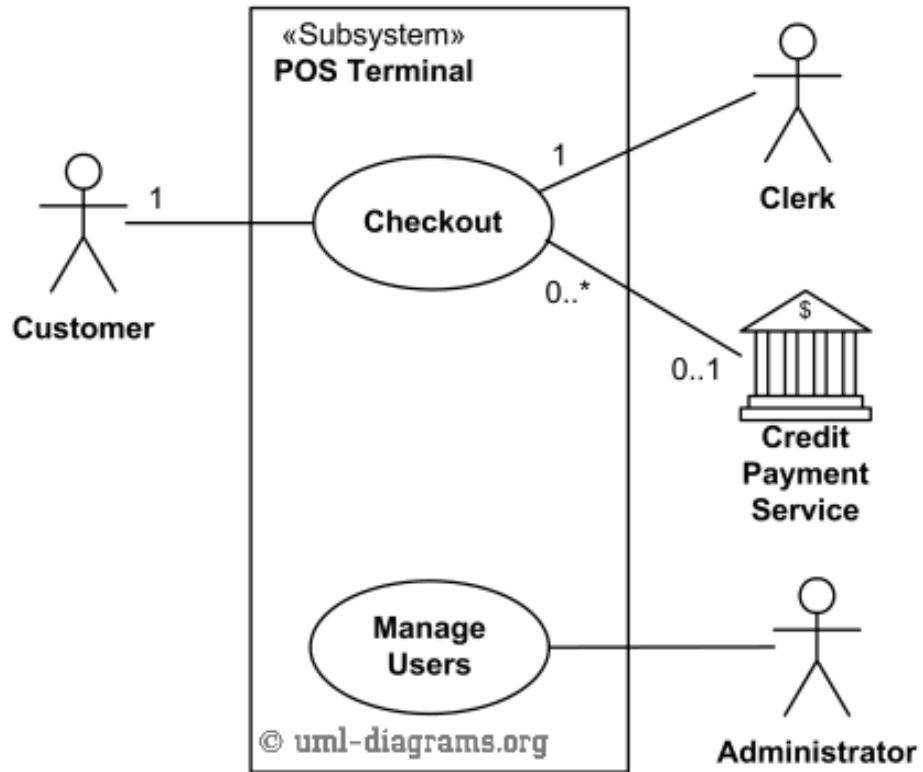 «Subsystem»
POS Terminal
1
Checkout
1
0..*
0..1
Customer
Clerk
$
Credit
Payment
Service
Manage
Users
Administrator
© uml-diagrams.org